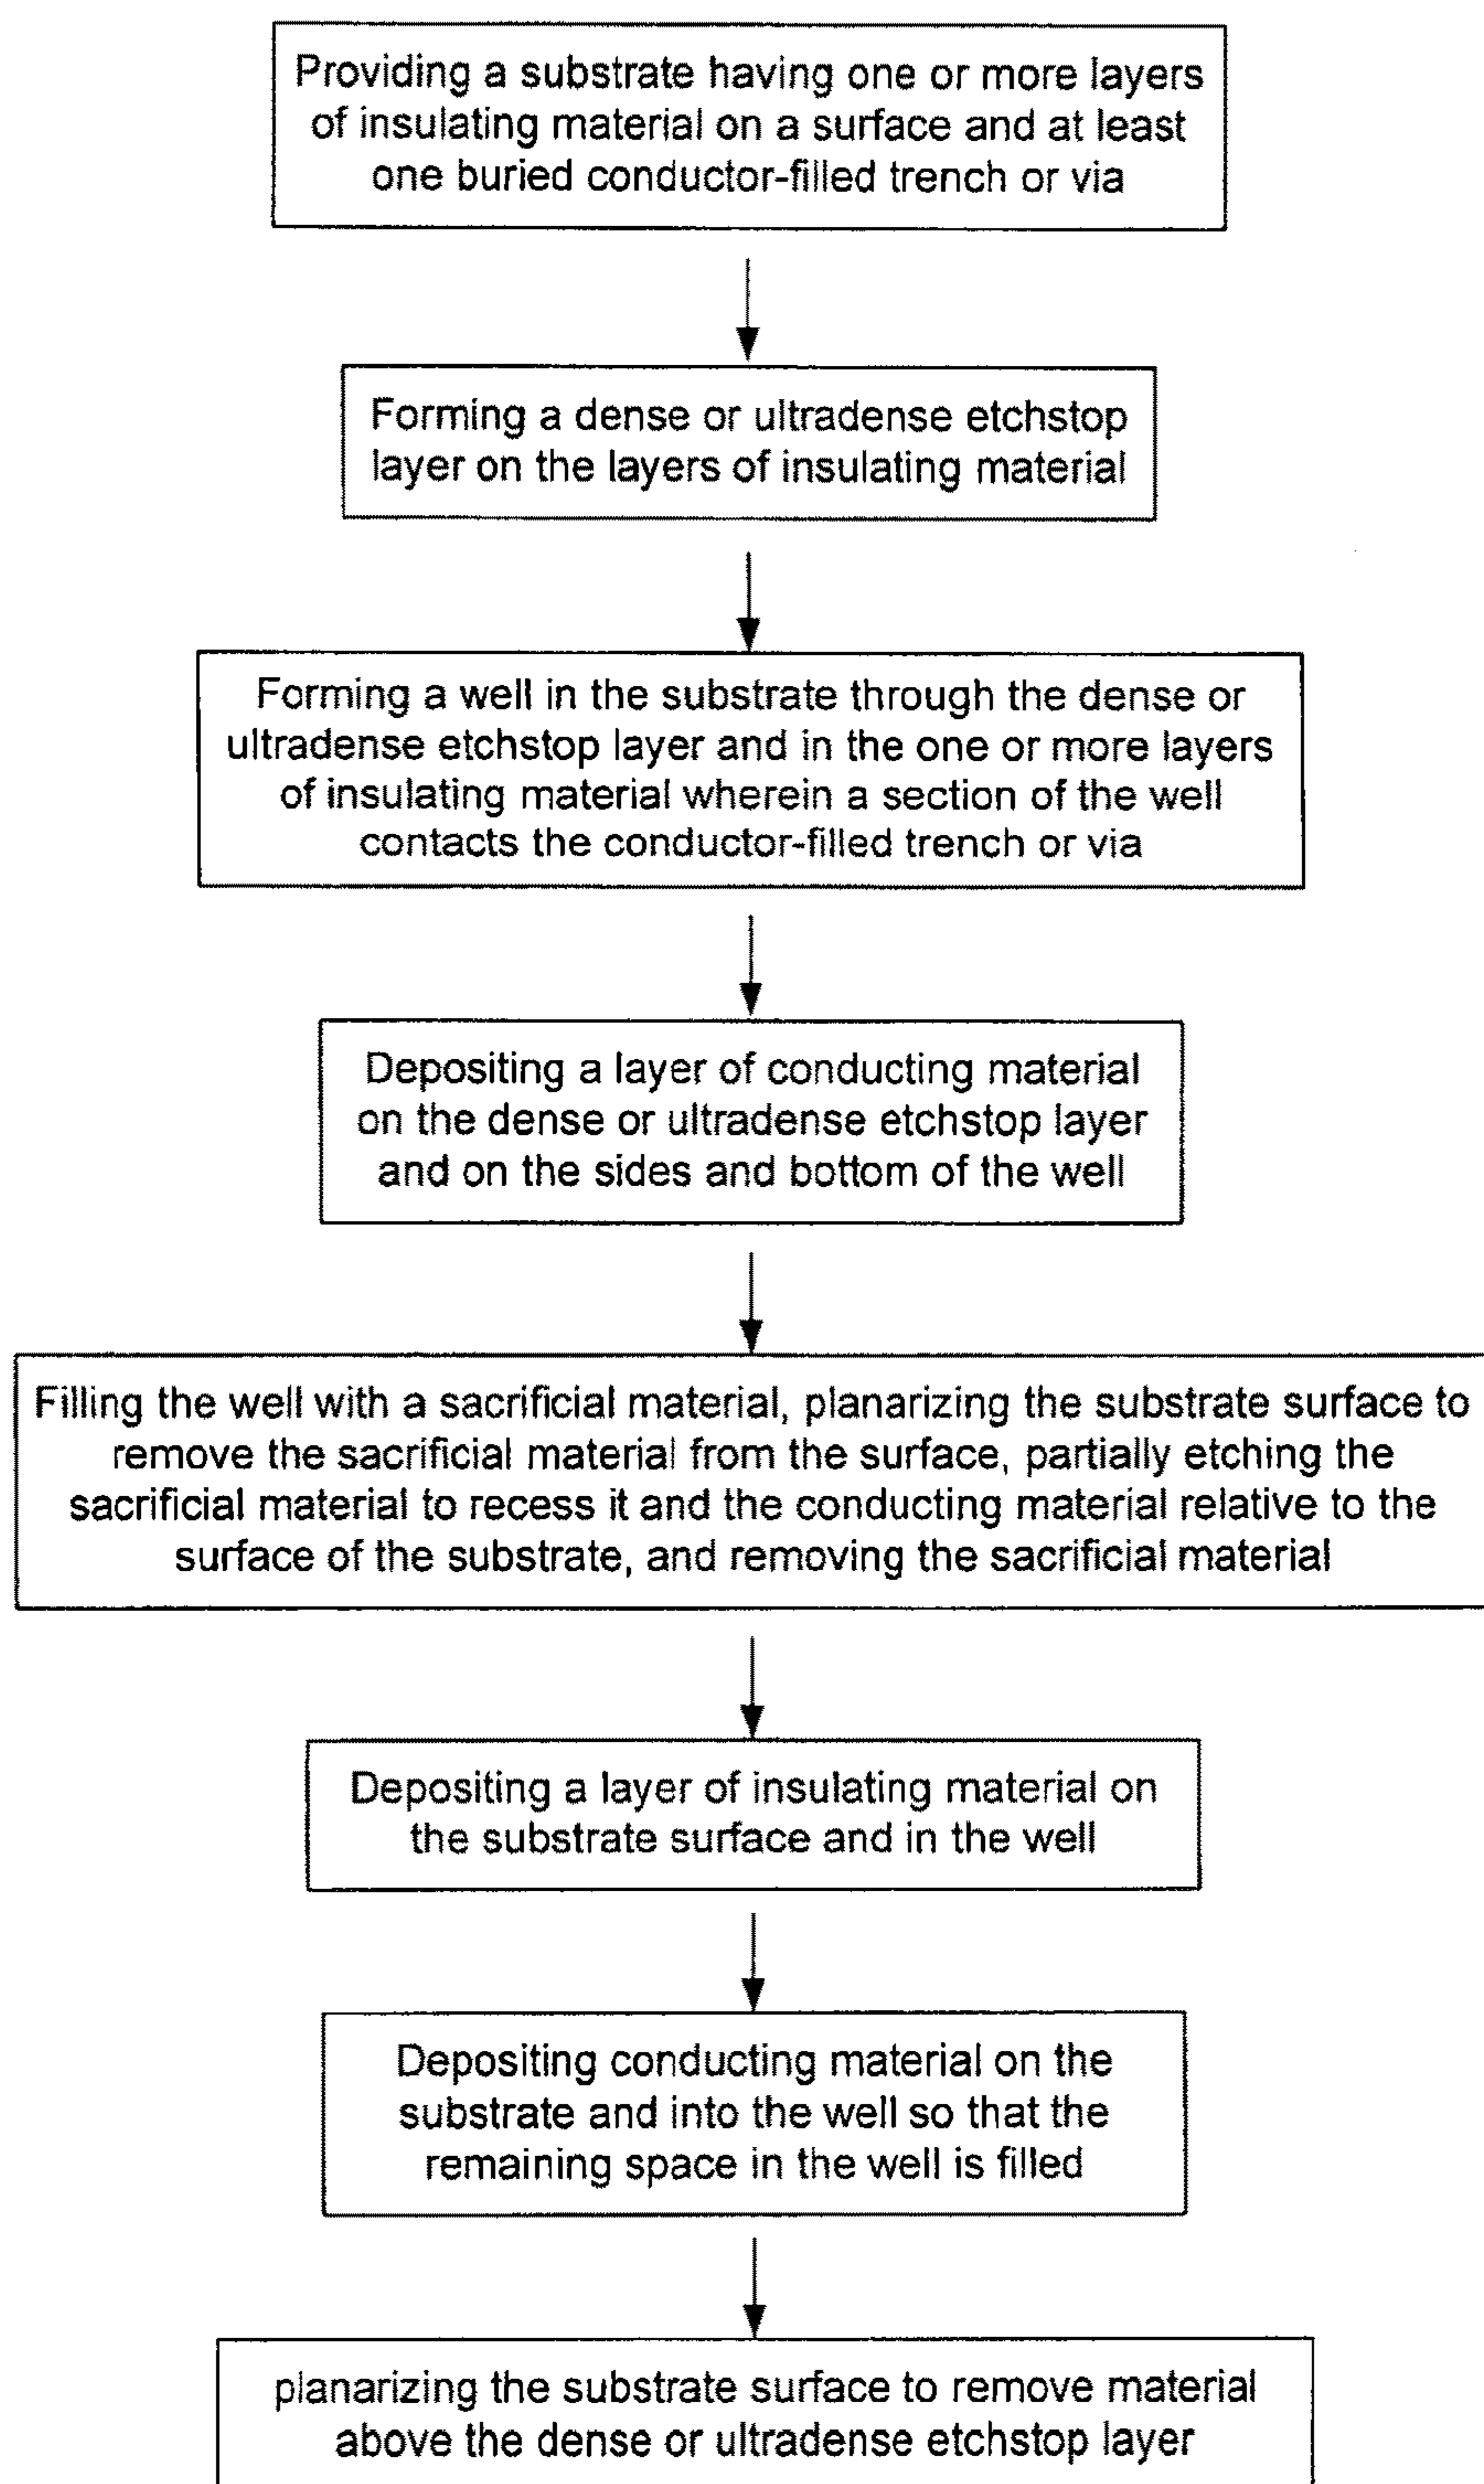 Providing a substrate having one or more layers
of insulating material on a surface and at least
one buried conductor-filled trench or via
Forming a dense or ultradense etchstop
layer on the layers of insulating material
Forming a well in the substrate through the dense or
ultradense etchstop layer and in the one or more layers
of insulating material wherein a section of the well
contacts the conductor-filled trench or via
Depositing a layer of conducting material
on the dense or ultradense etchstop layer
and on the sides and bottom of the well
Filling the well with a sacrificial material, planarizing the substrate surface to
remove the sacrificial material from the surface, partially etching the
sacrificial material to recess it and the conducting material relative to the
surface of the substrate, and removing the sacrificial material
Depositing a layer of insulating material on
the substrate surface and in the well
Depositing conducting material on the
substrate and into the well so that the
remaining space in the well is filled
planarizing the substrate surface to remove material
above the dense or ultradense etchstop layer